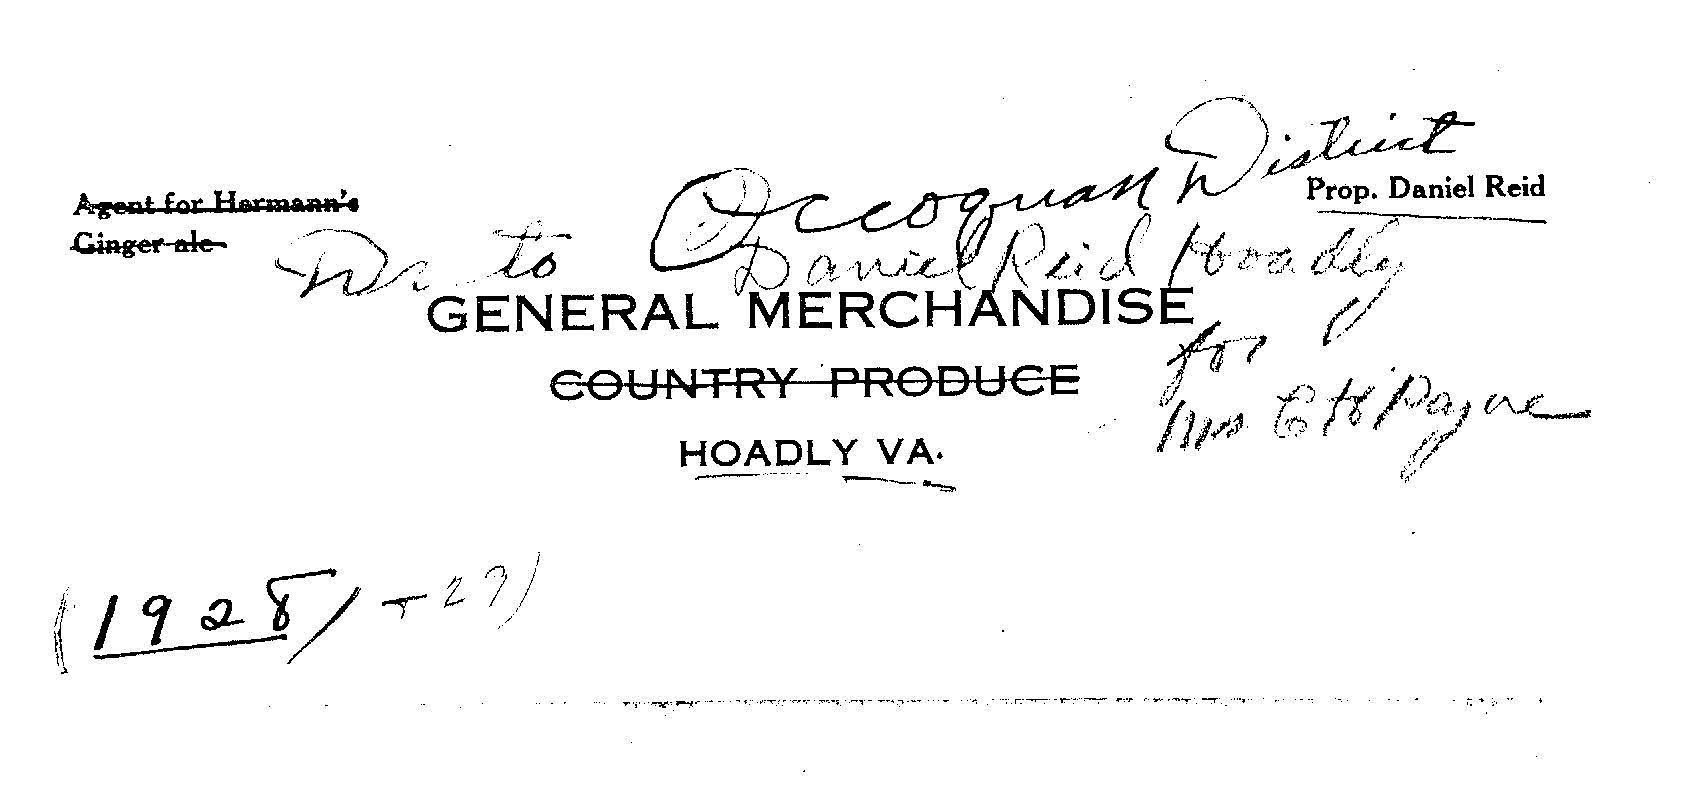 Occoquan District
Agent for Hermann's
Prop. Daniel Reid
Ginger ale
Dr to Daniel Reid Hoadly
GENERAL MERCHANDISE
for
COUNTRY PRODUCE
Mrs C H Payne
HOADLY VA.
(1928) + 29)